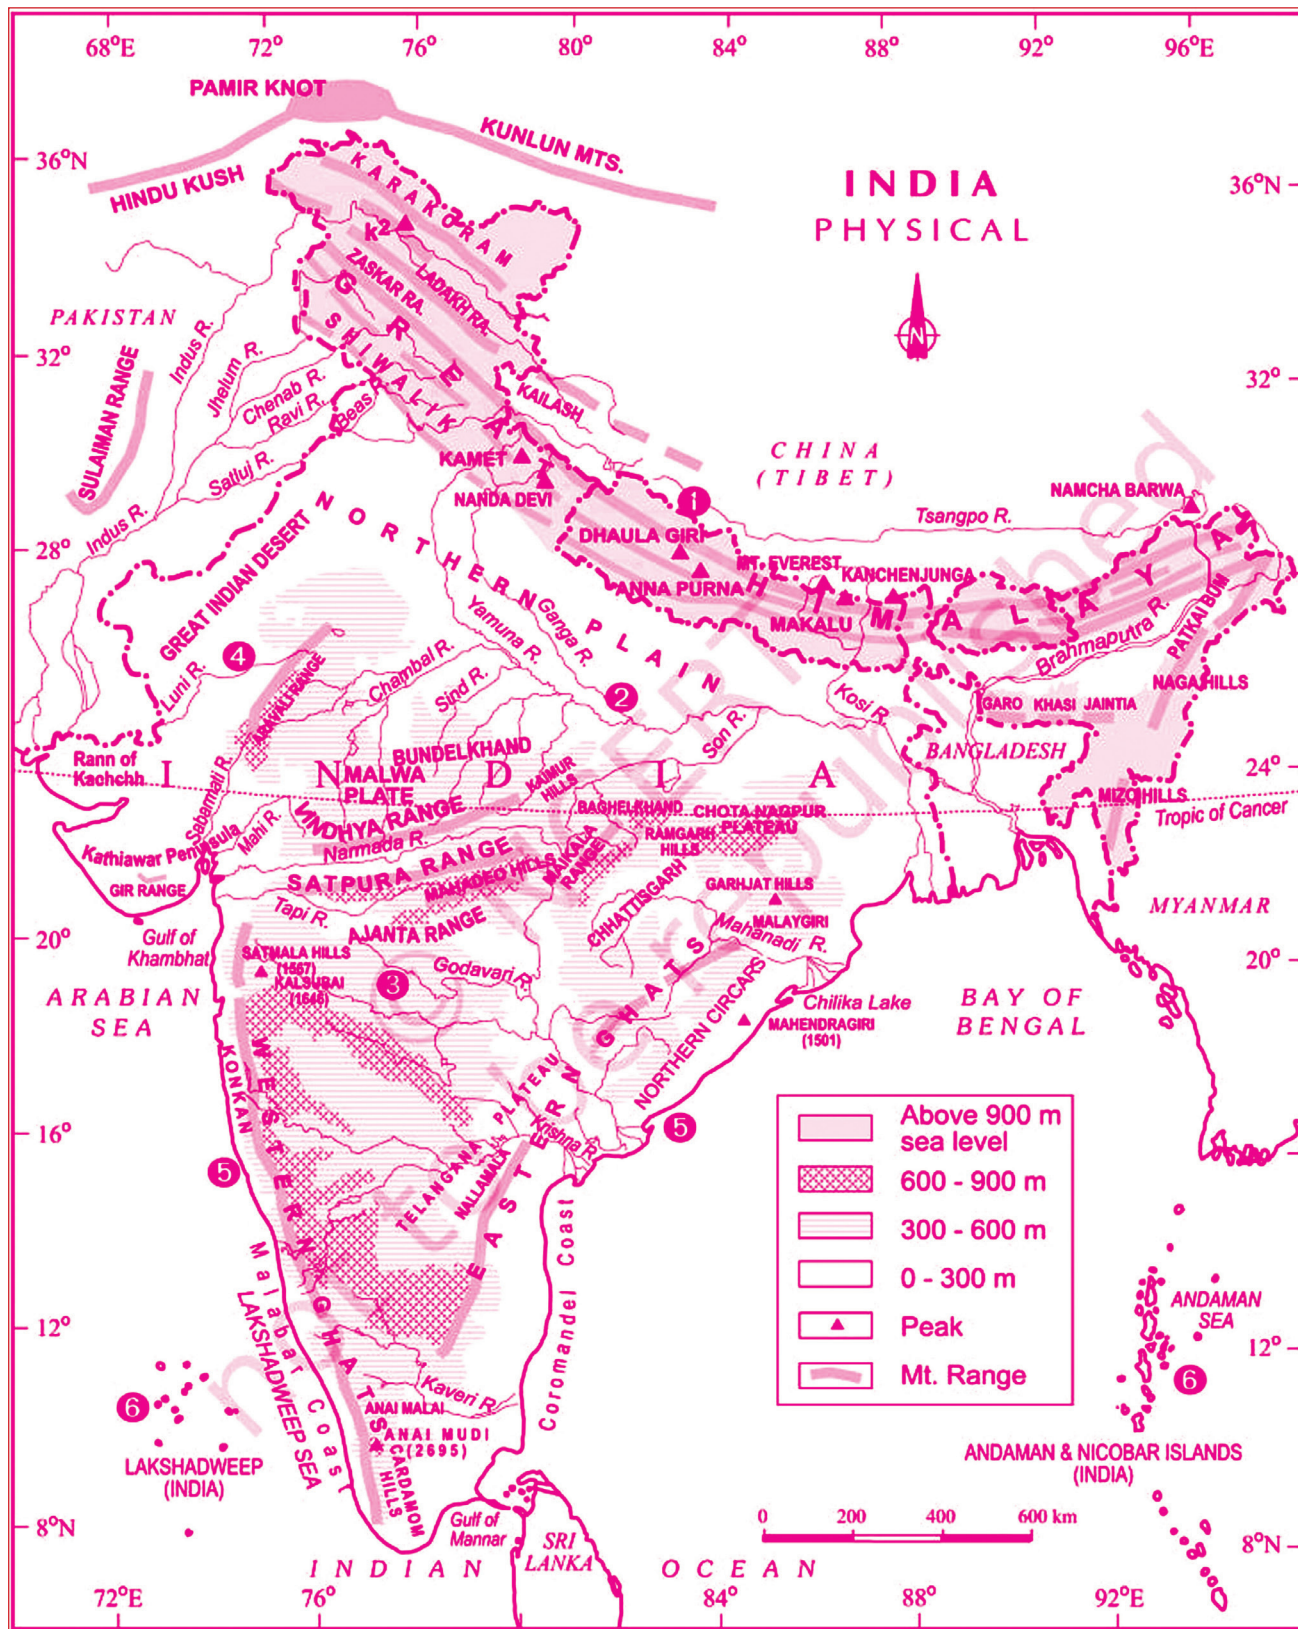 68°E 72° 76° 80° 84° 88° 92° 96°E
PAMIR KNOT
KUNLUN MTS.
HINDU KUSH
36°N
36°N
INDIA
PHYSICAL
KARAKORAM
k²
LADAKH RA.
ZASKAR RA.
GREAT HIMALAYA
SHIWALIK
N
PAKISTAN
Indus R.
Jhelum R.
Chenab R.
Ravi R.
Beas
Satluj R.
32°
32°
SULAIMAN RANGE
KAILASH
CHINA
(TIBET)
KAMET
NANDA DEVI
NAMCHA BARWA
Tsangpo R.
1
Indus R.
28°
28°
NORTHERN PLAIN
GREAT INDIAN DESERT
DHAULA GIRI
ANNA PURNA
MT. EVEREST
KANCHENJUNGA
MAKALU
Brahmaputra R.
PATKAI BUM
NAGA HILLS
Yamuna R.
Ganga R.
4
Luni R.
ARAVALI RANGE
Chambal R.
Sind R.
2
Kosi R.
Son R.
GARO KHASI JAINTIA
BANGLADESH
Rann of
Kachchh
INDIA
BUNDELKHAND
MALWA
PLATE
KAIMUR
HILLS
24°
24°
MIZO HILLS
Tropic of Cancer
Sabarmati R.
Mahi R.
VINDHYA RANGE
Narmada R.
BAGHELKHAND
CHOTA NAGPUR
PLATEAU
RAMGARH
HILLS
Kathiawar Peninsula
GIR RANGE
SATPURA RANGE
MAHADEO HILLS
MAIKALA
RANGE
CHHATTISGARH
GARHJAT HILLS
MALAYGIRI
MYANMAR
Tapi R.
AJANTA RANGE
Mahanadi R.
20°
20°
Gulf of
Khambhat
SATMALA HILLS
(1567)
KALSUBAI
(1646)
3
Godavari R.
ARABIAN
SEA
Chilika Lake
MAHENDRAGIRI
(1501)
NORTHERN CIRCARS
BAY OF
BENGAL
EASTERN GHATS
KONKAN
WESTERN GHATS
TELANGANA PLATEAU
NALLAMALA
Krishna R.
5
5
16°
16°
Above 900 m
sea level
600 - 900 m
300 - 600 m
0 - 300 m
Peak
Mt. Range
Malabar Coast
LAKSHADWEEP SEA
Coromandel Coast
12°
12°
ANDAMAN
SEA
6
6
Kaveri R.
ANAI MALAI
ANAI MUDI
(2695)
CARDAMOM
HILLS
LAKSHADWEEP
(INDIA)
ANDAMAN & NICOBAR ISLANDS
(INDIA)
8°N
8°N
Gulf of
Mannar
SRI
LANKA
0 200 400 600 km
INDIAN OCEAN
72°E 76° 84° 88° 92°E
© NCERT
not to be republished